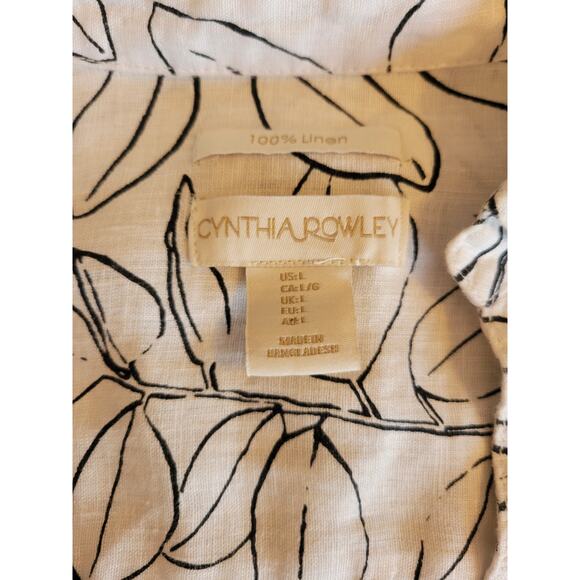 100% Linen
CYNTHIA ROWLEY
US: L
CA: L/G
UK: L
EU: L
AU: L
MADE IN
BANGLADESH